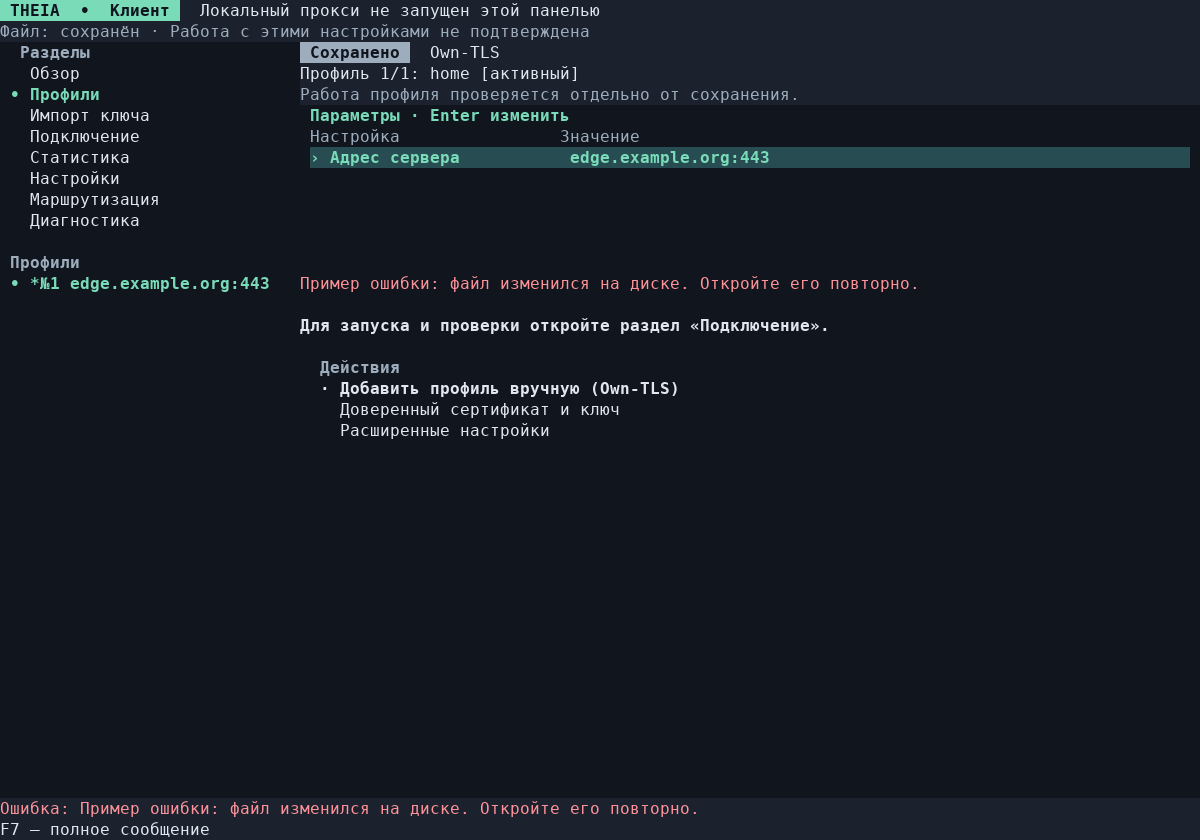 THEIA • Клиент Локальный прокси не запущен этой панелью
Файл: сохранён · Работа с этими настройками не подтверждена
Разделы
Обзор
• Профили
Импорт ключа
Подключение
Статистика
Настройки
Маршрутизация
Диагностика
Профили
• *№1 edge.example.org:443
Сохранено Own-TLS
Профиль 1/1: home [активный]
Работа профиля проверяется отдельно от сохранения.
Параметры · Enter изменить
Настройка Значение
› Адрес сервера edge.example.org:443
Пример ошибки: файл изменился на диске. Откройте его повторно.
Для запуска и проверки откройте раздел «Подключение».
Действия
· Добавить профиль вручную (Own-TLS)
Доверенный сертификат и ключ
Расширенные настройки
Ошибка: Пример ошибки: файл изменился на диске. Откройте его повторно.
F7 — полное сообщение